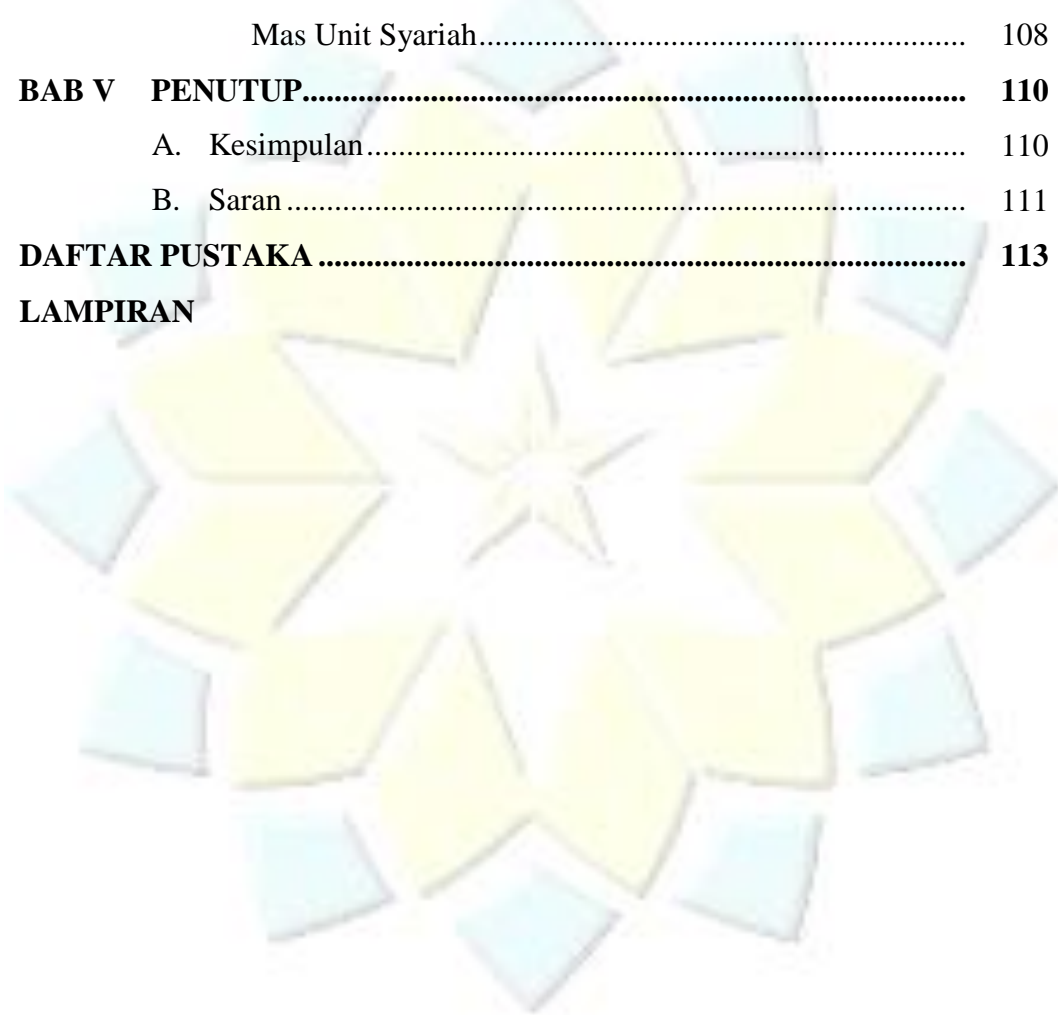 Mas Unit Syariah................................................................ 108
BAB V PENUTUP.................................................................................... 110
A. Kesimpulan............................................................................ 110
B. Saran...................................................................................... 111
DAFTAR PUSTAKA.................................................................................. 113
LAMPIRAN